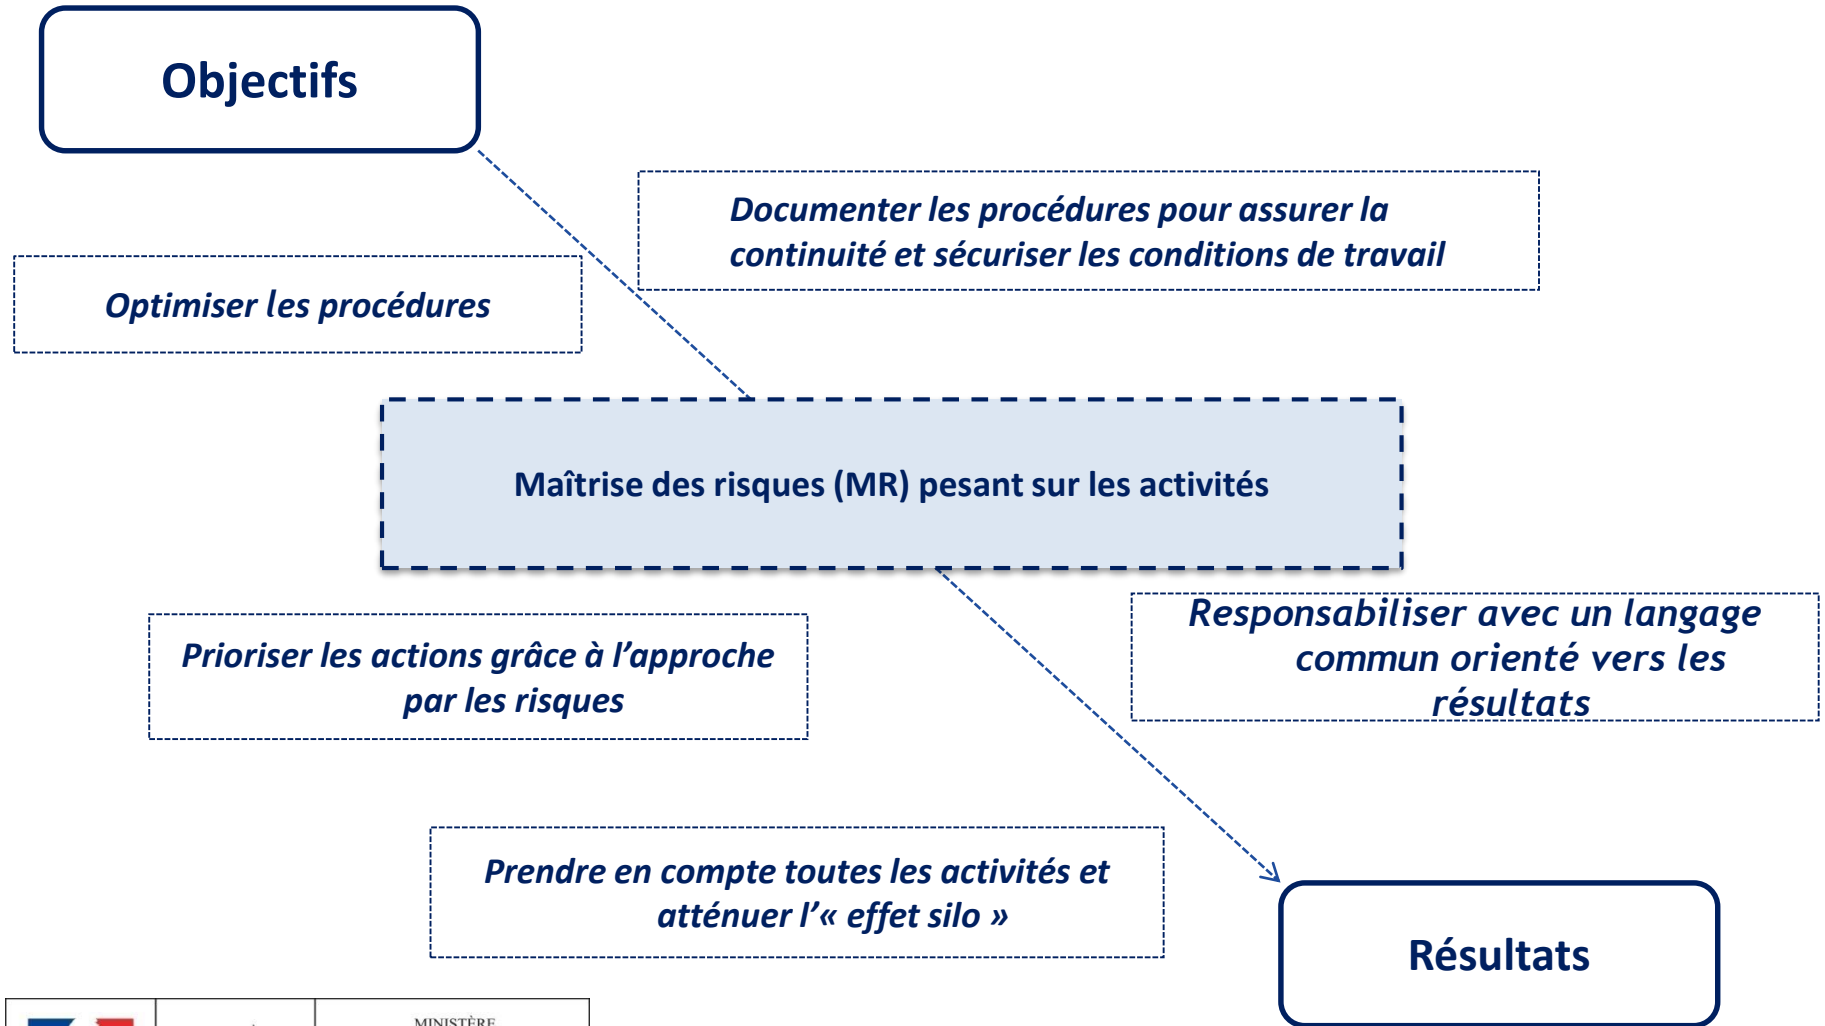 Objectifs
Documenter les procédures pour assurer la
continuité et sécuriser les conditions de travail
Optimiser les procédures
Maîtrise des risques (MR) pesant sur les activités
Responsabiliser avec un langage
commun orienté vers les
résultats
Prioriser les actions grâce à l’approche
par les risques
Prendre en compte toutes les activités et
atténuer l’« effet silo »
Résultats
MINISTÈRE